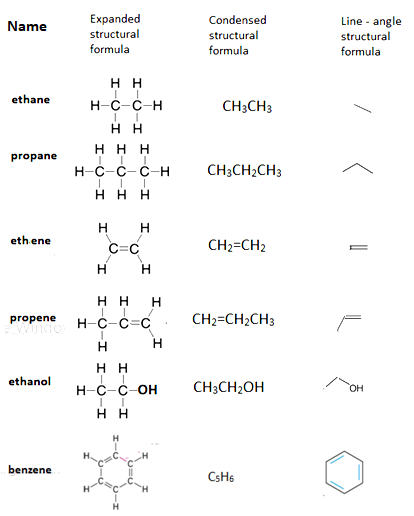 Name
Expanded
structural
formula
Condensed
structural
formula
Line - angle
structural
formula
ethane
H H
H-C-C-H
H H
CH3CH3
propane
H H H
H-C-C-C-H
H H H
CH3CH2CH3
ethene
H H
C=C
H H
CH2=CH2
propene
H H H
H-C-C=C
H H
CH2=CH2CH3
ethanol
H H
H-C-C-OH
H H
CH3CH2OH
OH
benzene
H
H C H
C C
C C
H C H
H
C5H6